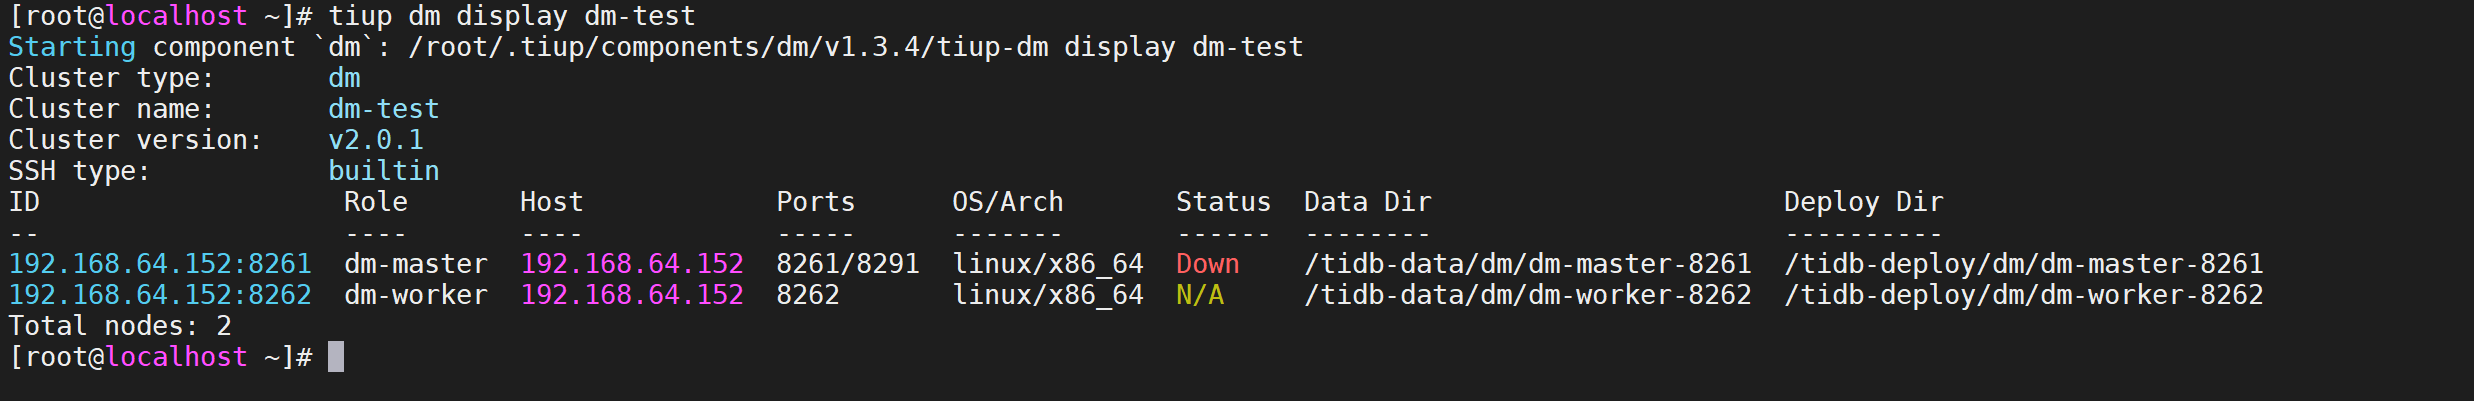 [root@localhost ~]# tiup dm display dm-test
Starting component `dm`: /root/.tiup/components/dm/v1.3.4/tiup-dm display dm-test
Cluster type:       dm
Cluster name:       dm-test
Cluster version:    v2.0.1
SSH type:           builtin
ID                   Role       Host            Ports      OS/Arch       Status  Data Dir                      Deploy Dir
--                   ----       ----            -----      -------       ------  --------                      ----------
192.168.64.152:8261  dm-master  192.168.64.152  8261/8291  linux/x86_64  Down    /tidb-data/dm/dm-master-8261  /tidb-deploy/dm/dm-master-8261
192.168.64.152:8262  dm-worker  192.168.64.152  8262       linux/x86_64  N/A     /tidb-data/dm/dm-worker-8262  /tidb-deploy/dm/dm-worker-8262
Total nodes: 2
[root@localhost ~]#